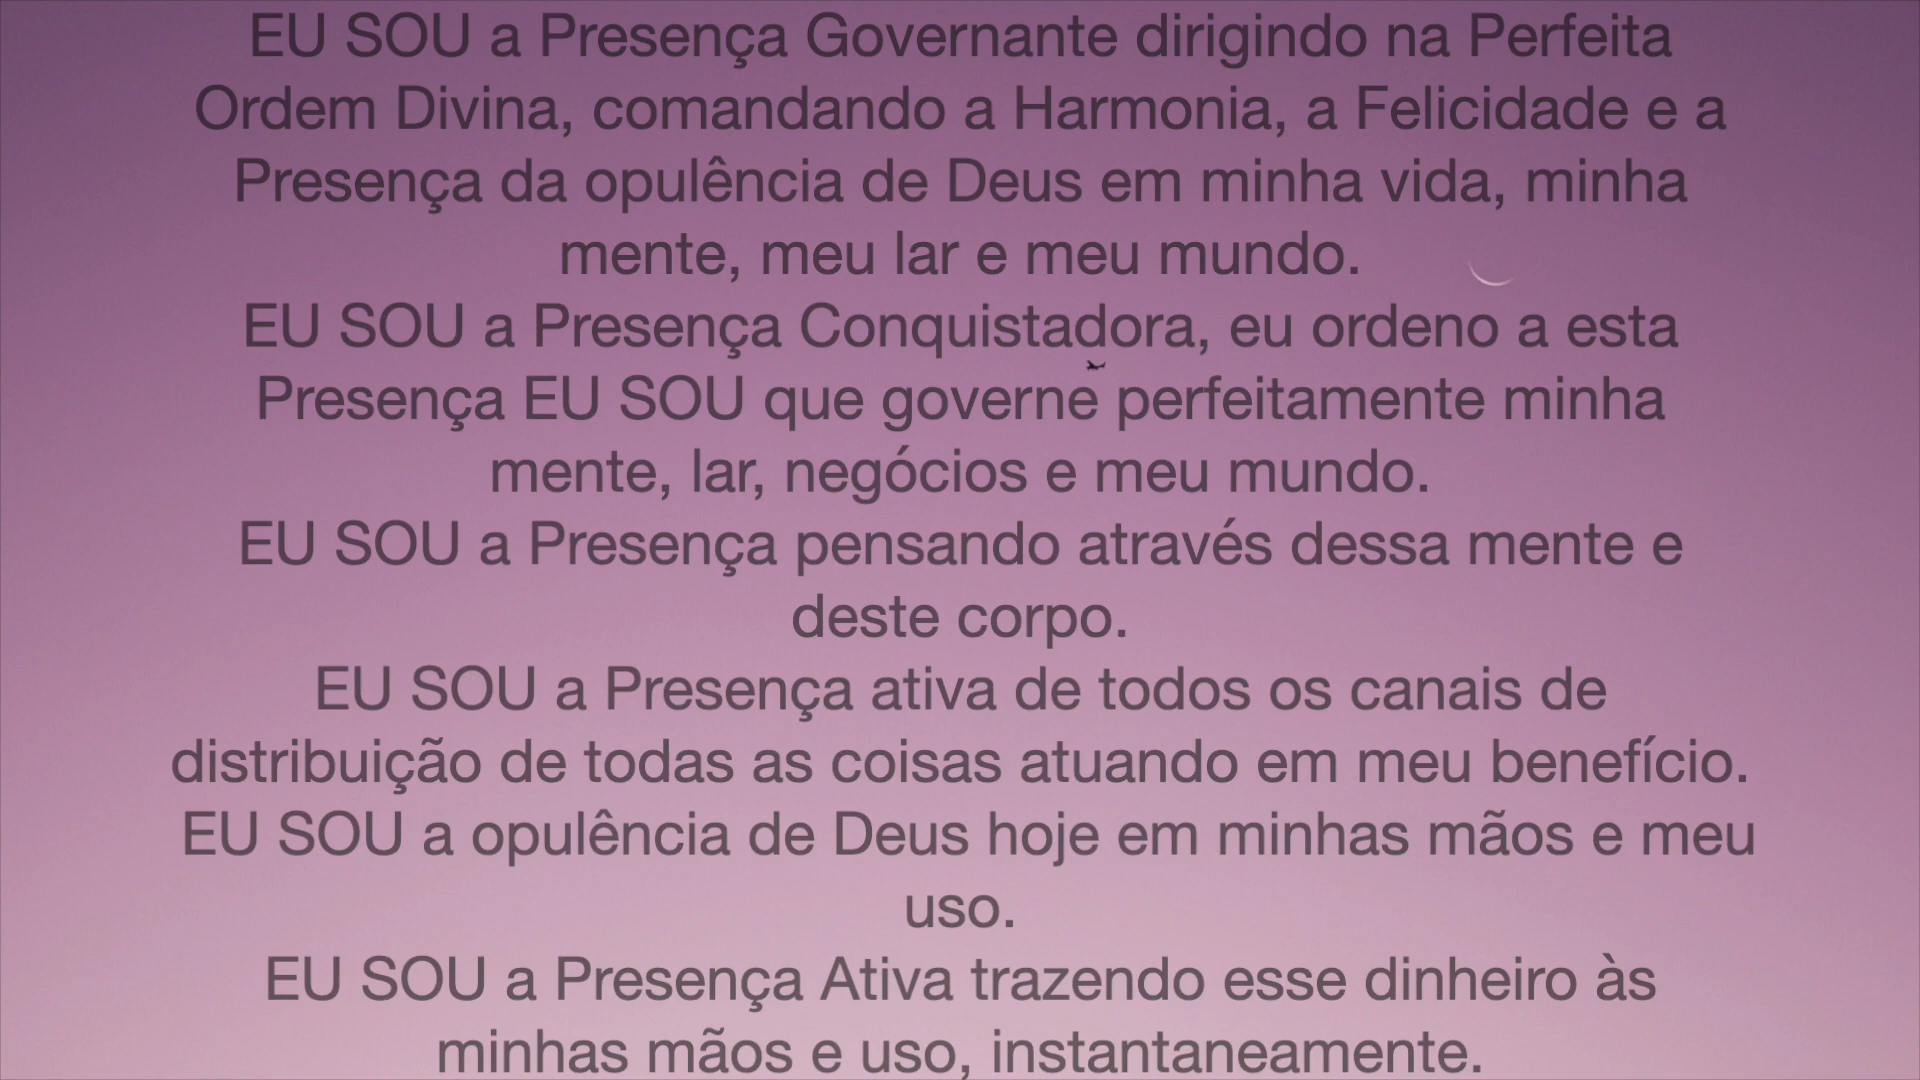 EU SOU a Presença Governante dirigindo na Perfeita
Ordem Divina, comandando a Harmonia, a Felicidade e a
Presença da opulência de Deus em minha vida, minha
mente, meu lar e meu mundo.
EU SOU a Presença Conquistadora, eu ordeno a esta
Presença EU SOU que governe perfeitamente minha
mente, lar, negócios e meu mundo.
EU SOU a Presença pensando através dessa mente e
deste corpo.
EU SOU a Presença ativa de todos os canais de
distribuição de todas as coisas atuando em meu benefício.
EU SOU a opulência de Deus hoje em minhas mãos e meu
uso.
EU SOU a Presença Ativa trazendo esse dinheiro às
minhas mãos e uso, instantaneamente.